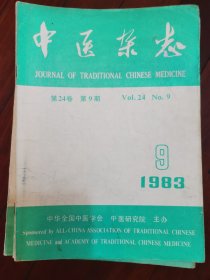 中医杂志
JOURNAL OF TRADITIONAL CHINESE MEDICINE
第24卷 第9期 Vol. 24 No. 9
9
1983
中华全国中医学会 中医研究院 主办
Sponsored by ALL-CHINA ASSOCIATION OF TRADITIONAL CHINESE
MEDICINE and ACADEMY OF TRADITIONAL CHINESE MEDICINE